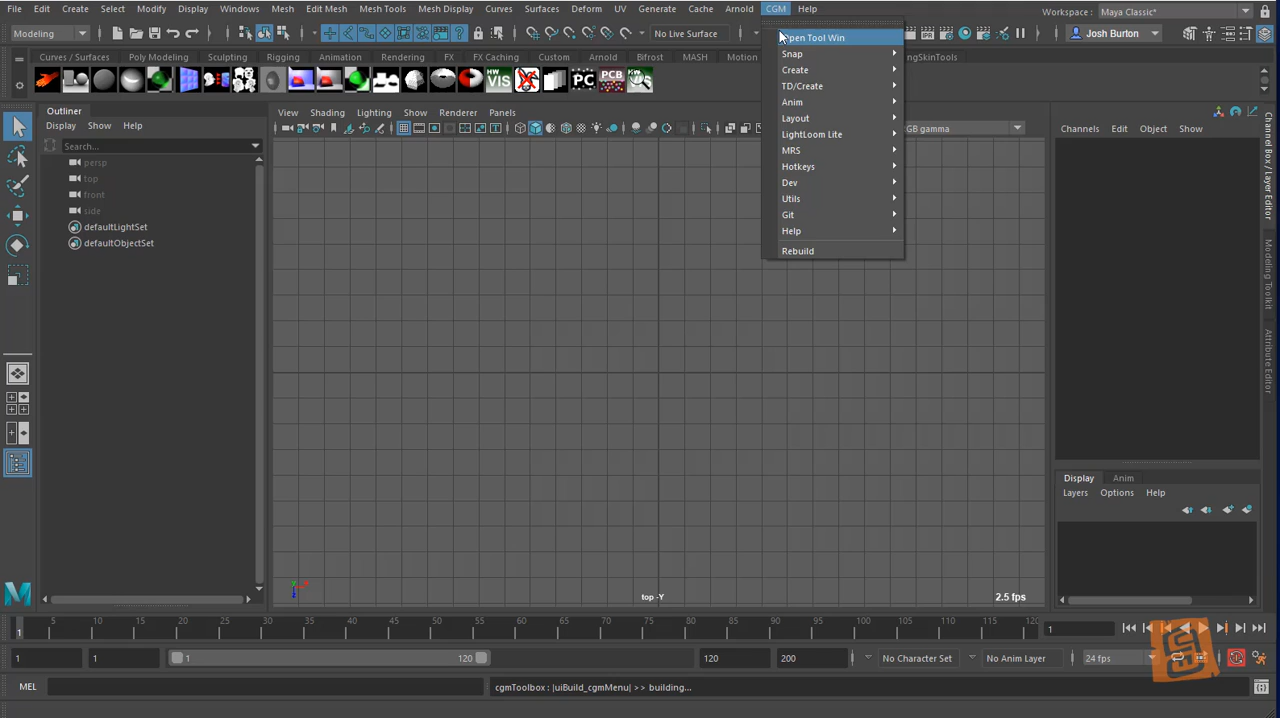 File Edit Create Select Modify Display Windows Mesh Edit Mesh Mesh Tools Mesh Display Curves Surfaces Deform UV Generate Cache Arnold CGM Help
Workspace : Maya Classic*
Modeling
No Live Surface
Josh Burton
Curves / Surfaces Poly Modeling Sculpting Rigging Animation Rendering FX FX Caching Custom Arnold Bifrost MASH Motion ngSkinTools
HW VIS
PC
PCB
HW
Open Tool Win
Snap
Create
TD/Create
Anim
Layout
LightLoom Lite
MRS
Hotkeys
Dev
Utils
Git
Help
Rebuild
Outliner
Display Show Help
Search...
persp
top
front
side
defaultLightSet
defaultObjectSet
View Shading Lighting Show Renderer Panels
GB gamma
top -Y
2.5 fps
Channels Edit Object Show
Channel Box / Layer Editor
Modeling Toolkit
Attribute Editor
Display Anim
Layers Options Help
1 5 10 15 20 25 30 35 40 45 50 55 60 65 70 75 80 85 90 95 100 105 110 115 120
1
1 1 1 120 120 200 No Character Set No Anim Layer 24 fps
MEL
cgmToolbox : |uiBuild_cgmMenu| >> building...